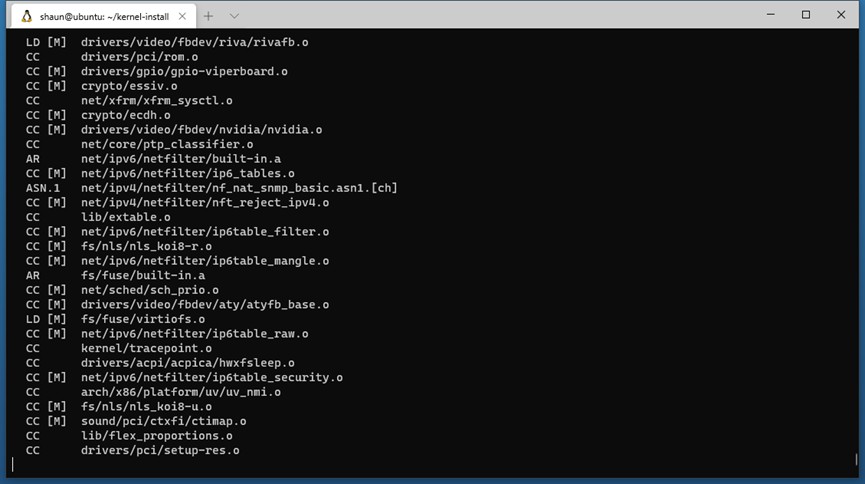 shaun@ubuntu: ~/kernel-install
LD [M]  drivers/video/fbdev/riva/rivafb.o
CC      drivers/pci/rom.o
CC [M]  drivers/gpio/gpio-viperboard.o
CC [M]  crypto/essiv.o
CC      net/xfrm/xfrm_sysctl.o
CC [M]  crypto/ecdh.o
CC [M]  drivers/video/fbdev/nvidia/nvidia.o
CC      net/core/ptp_classifier.o
AR      net/ipv6/netfilter/built-in.a
CC [M]  net/ipv6/netfilter/ip6_tables.o
ASN.1   net/ipv4/netfilter/nf_nat_snmp_basic.asn1.[ch]
CC [M]  net/ipv4/netfilter/nft_reject_ipv4.o
CC      lib/extable.o
CC [M]  net/ipv6/netfilter/ip6table_filter.o
CC [M]  fs/nls/nls_koi8-r.o
CC [M]  net/ipv6/netfilter/ip6table_mangle.o
AR      fs/fuse/built-in.a
CC [M]  net/sched/sch_prio.o
CC [M]  drivers/video/fbdev/aty/atyfb_base.o
LD [M]  fs/fuse/virtiofs.o
CC [M]  net/ipv6/netfilter/ip6table_raw.o
CC      kernel/tracepoint.o
CC      drivers/acpi/acpica/hwxfsleep.o
CC [M]  net/ipv6/netfilter/ip6table_security.o
CC      arch/x86/platform/uv/uv_nmi.o
CC [M]  fs/nls/nls_koi8-u.o
CC [M]  sound/pci/ctxfi/ctimap.o
CC      lib/flex_proportions.o
CC      drivers/pci/setup-res.o